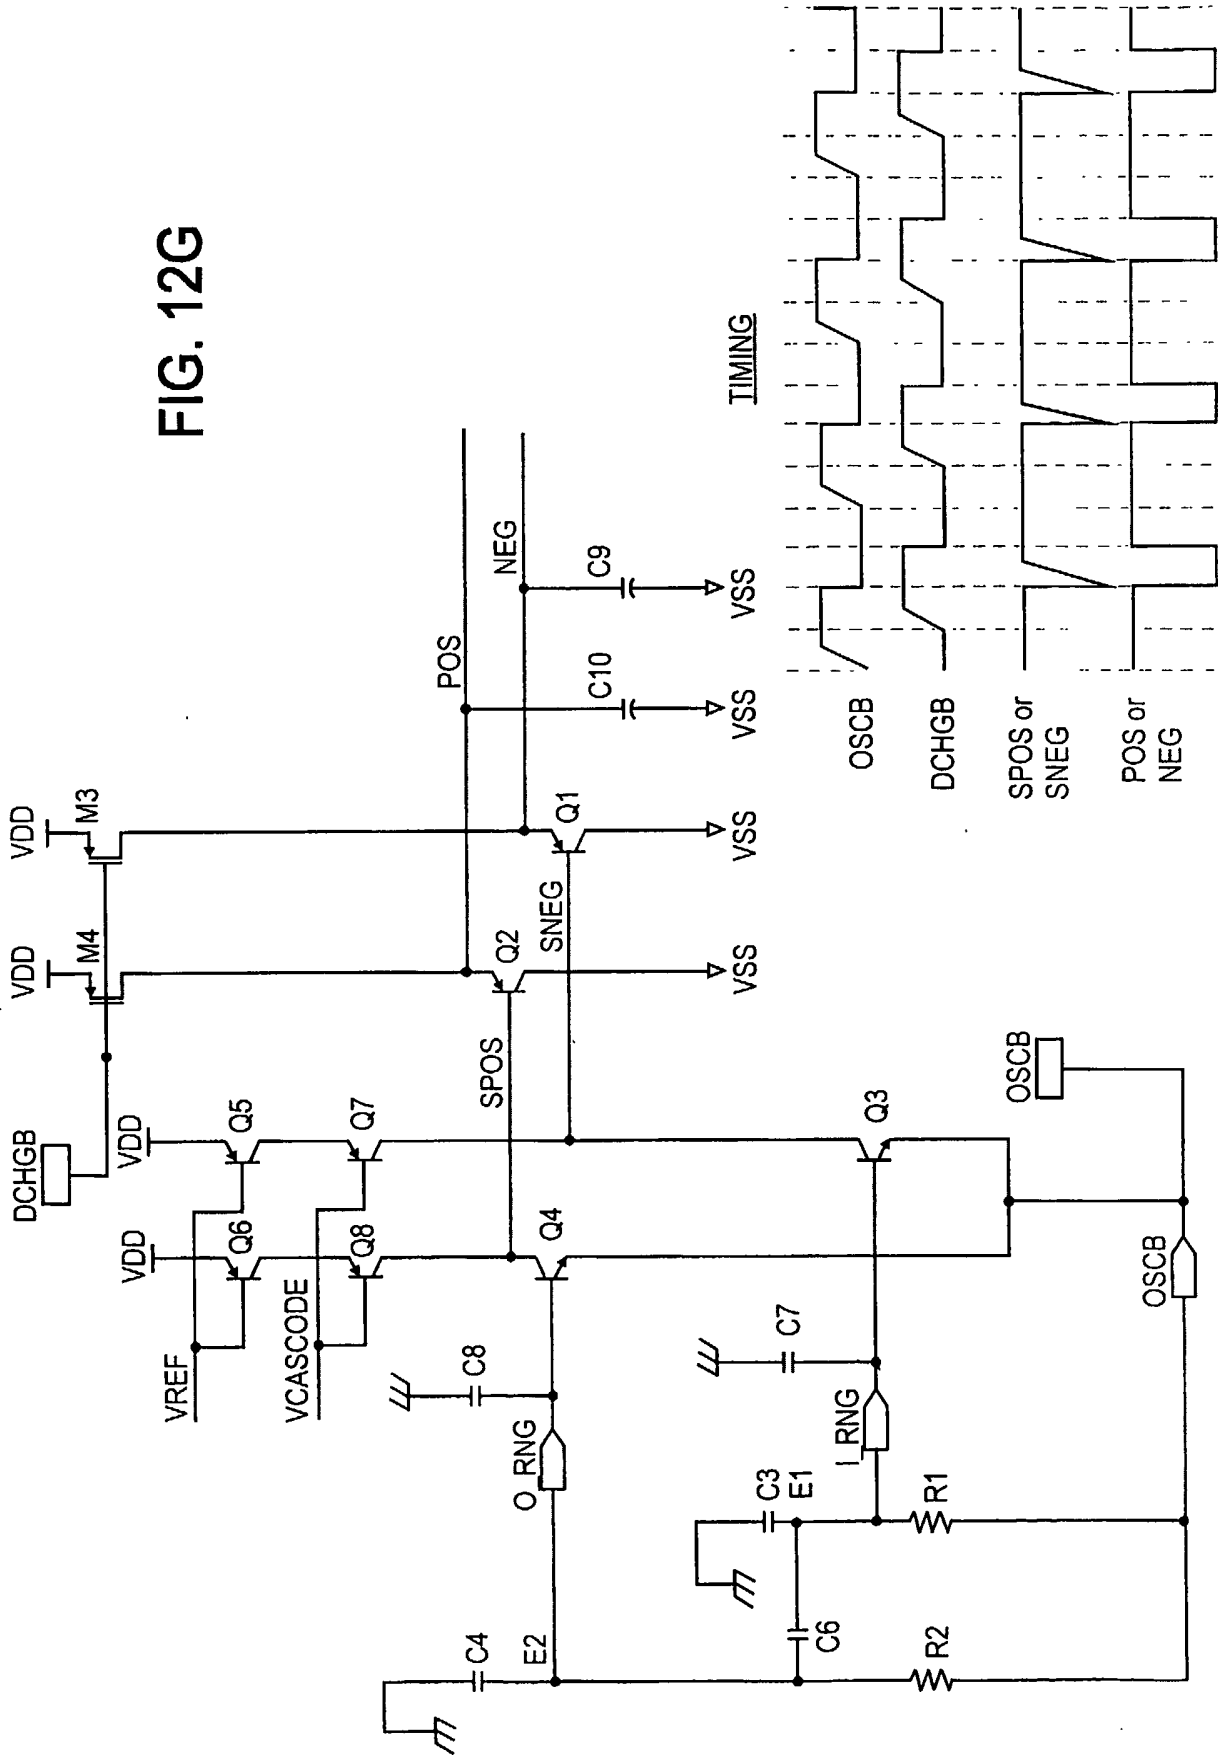 FIG. 12G
DCHGB
VDD
M4
VDD
M3
VDD
Q6
VDD
Q5
VREF
VCASCODE
Q8
Q7
SPOS
Q2
SNEG
Q1
POS
NEG
C10
C9
VSS
VSS
VSS
VSS
C8
O_RNG
Q4
C7
I_RNG
Q3
C4
E2
C3
E1
C6
R2
R1
OSCB
OSCB
TIMING
OSCB
DCHGB
SPOS or
SNEG
POS or
NEG